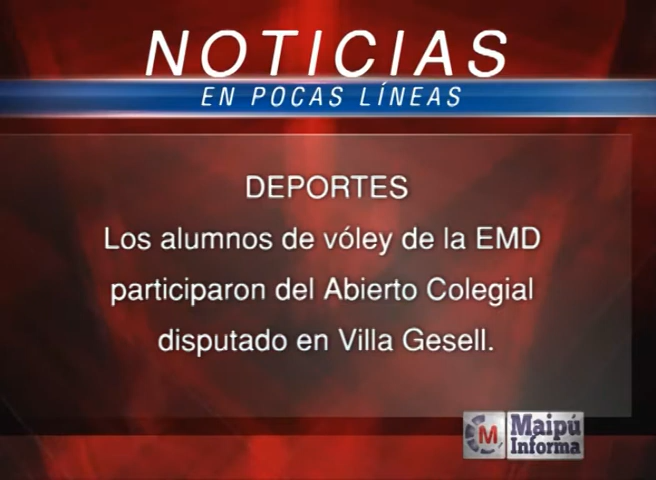 NOTICIAS
EN POCAS LÍNEAS
DEPORTES
Los alumnos de vóley de la EMD
participaron del Abierto Colegial
disputado en Villa Gesell.
M Maipú
Informa